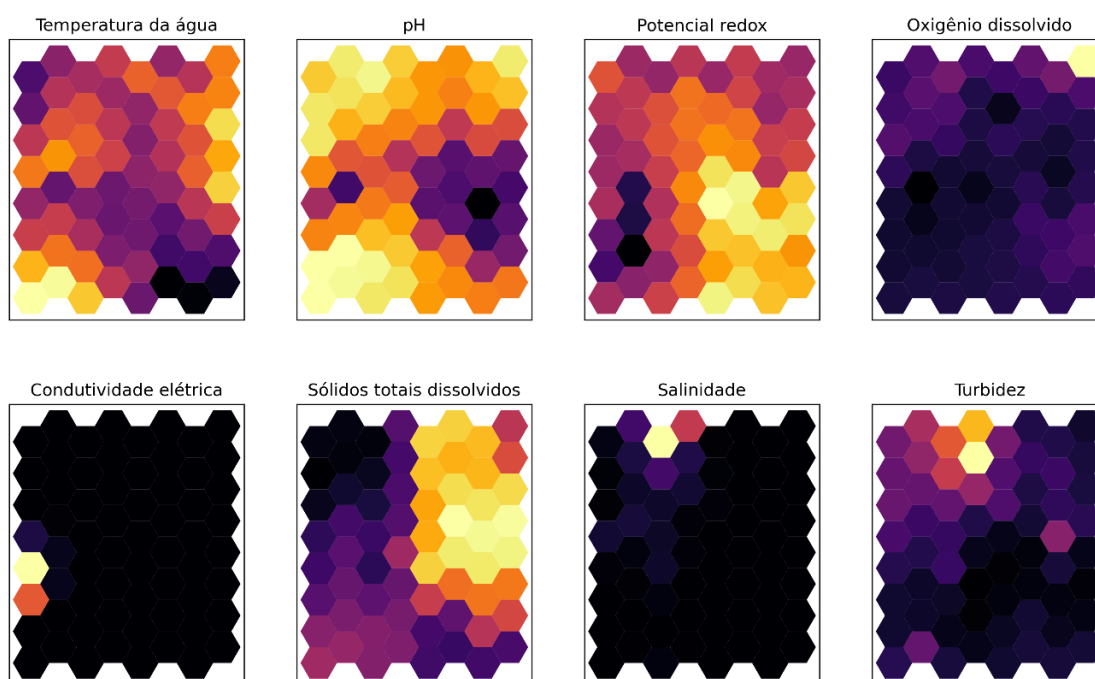 Temperatura da água
pH
Potencial redox
Oxigênio dissolvido
Condutividade elétrica
Sólidos totais dissolvidos
Salinidade
Turbidez